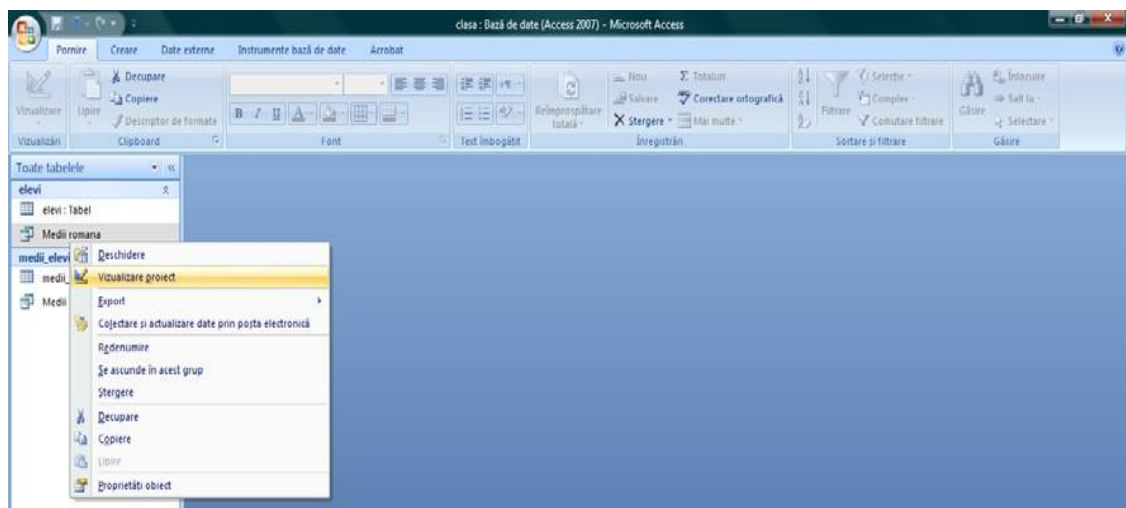 clasa : Bază de date (Access 2007) - Microsoft Access
Pornire Creare Date externe Instrumente bază de date Acrobat
Vizualizare
Lipire
Decupare
Copiere
Descriptor de formate
B I U
Reîmprospătare totală
Nou
Salvare
Ștergere
Totaluri
Corectare ortografică
Mai multe
Filtrare
Selecție
Complex
Comutare filtrare
Găsire
Înlocuire
Salt la
Selectare
Vizualizări Clipboard Font Text îmbogățit Înregistrări Sortare și filtrare Găsire
Toate tabelele
elevi
elevi : Tabel
Medii romana
medii_elevi
medii_
Medii
Deschidere
Vizualizare proiect
Export
Colectare și actualizare date prin poșta electronică
Redenumire
Se ascunde în acest grup
Ștergere
Decupare
Copiere
Lipire
Proprietăți obiect